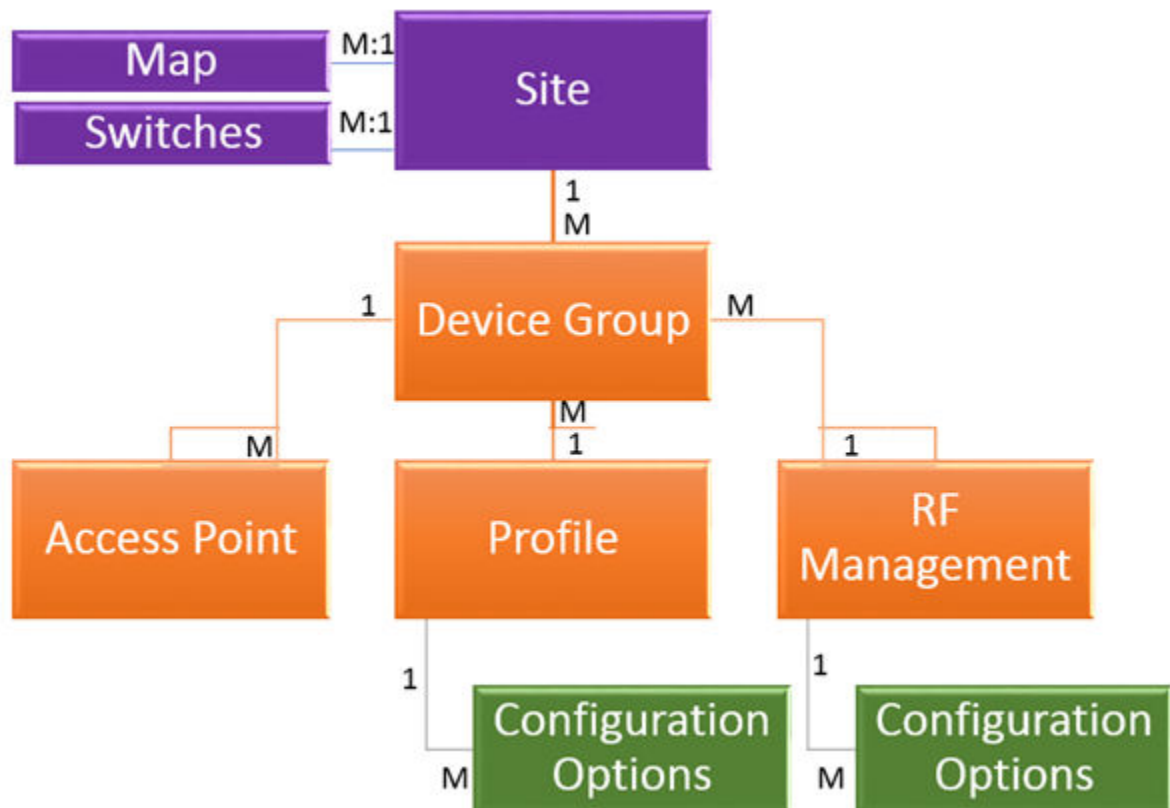 Map
M:1
Site
Switches
M:1
1
M
Device Group
1
M
M
M
1
1
Access Point
Profile
RF
Management
1
1
Configuration
Options
M
Configuration
Options
M